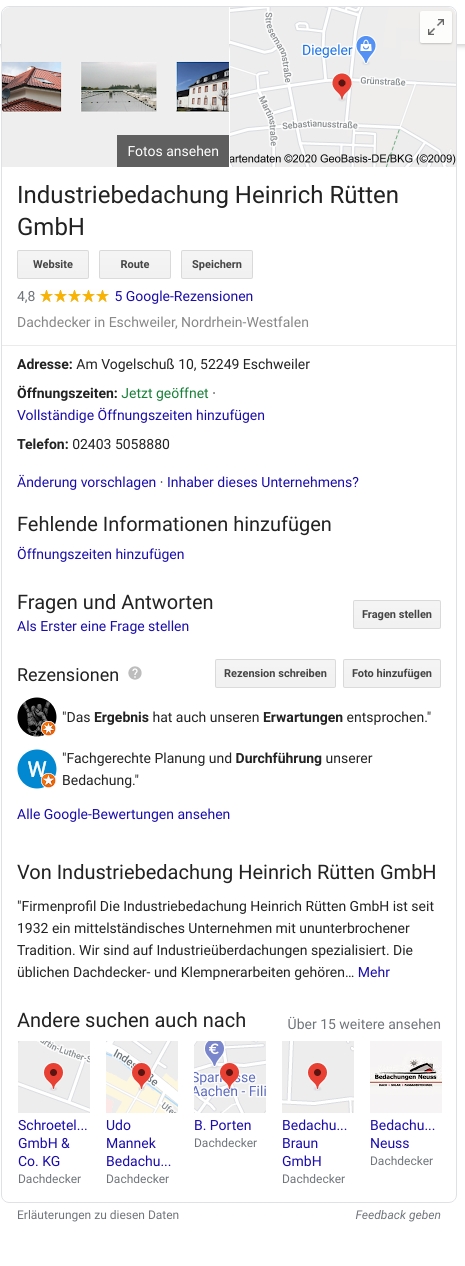 Stresemannstraße
Diegeler
Grünstraße
Martinstraße
Sebastianusstraße
Fotos ansehen
artendaten ©2020 GeoBasis-DE/BKG (©2009)
Industriebedachung Heinrich Rütten
GmbH
Website Route Speichern
4,8 ★★★★★ 5 Google-Rezensionen
Dachdecker in Eschweiler, Nordrhein-Westfalen
Adresse: Am Vogelschuß 10, 52249 Eschweiler
Öffnungszeiten: Jetzt geöffnet ·
Vollständige Öffnungszeiten hinzufügen
Telefon: 02403 5058880
Änderung vorschlagen · Inhaber dieses Unternehmens?
Fehlende Informationen hinzufügen
Öffnungszeiten hinzufügen
Fragen und Antworten
Fragen stellen
Als Erster eine Frage stellen
Rezensionen ? Rezension schreiben Foto hinzufügen
"Das Ergebnis hat auch unseren Erwartungen entsprochen."
W
"Fachgerechte Planung und Durchführung unserer
Bedachung."
Alle Google-Bewertungen ansehen
Von Industriebedachung Heinrich Rütten GmbH
"Firmenprofil Die Industriebedachung Heinrich Rütten GmbH ist seit
1932 ein mittelständisches Unternehmen mit ununterbrochener
Tradition. Wir sind auf Industrieüberdachungen spezialisiert. Die
üblichen Dachdecker- und Klempnerarbeiten gehören… Mehr
Andere suchen auch nach Über 15 weitere ansehen
Schroetel...
GmbH &
Co. KG
Dachdecker
Udo
Mannek
Bedachu...
Dachdecker
Sparkasse
Aachen - Fili
B. Porten
Dachdecker
Bedachu...
Braun
GmbH
Dachdecker
Bedachungen Neuss
Bedachu...
Neuss
Dachdecker
Erläuterungen zu diesen Daten Feedback geben